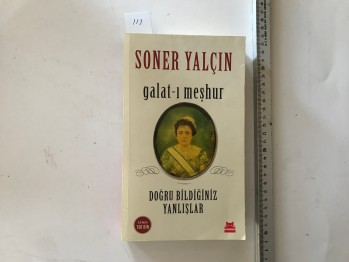 SONER YALÇIN
galat-ı meşhur
DOĞRU BİLDİĞİNİZ
YANLIŞLAR